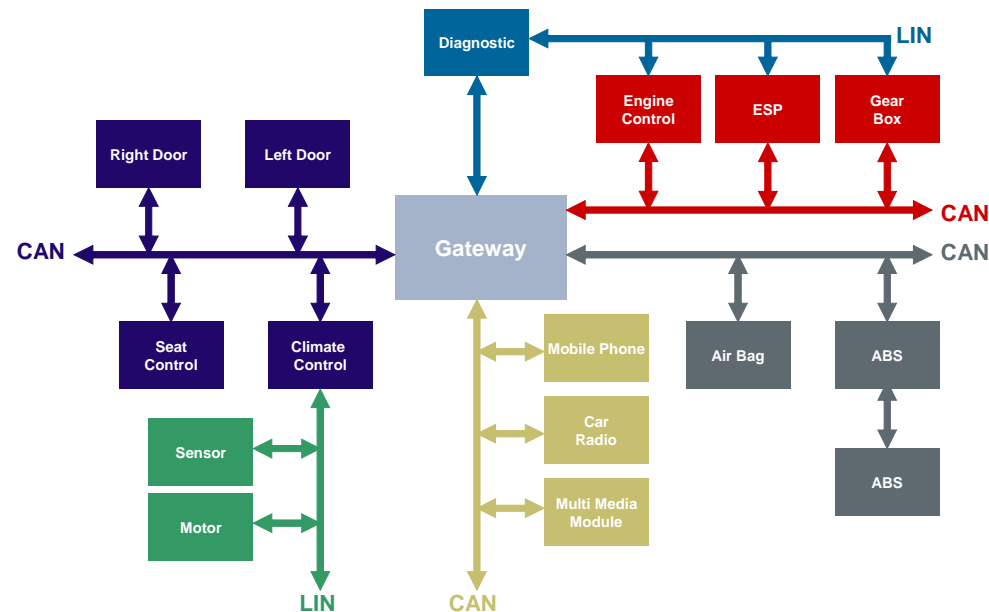 Diagnostic
LIN
Engine
Control
ESP
Gear
Box
Right Door
Left Door
CAN
Gateway
CAN
CAN
Seat
Control
Climate
Control
Mobile Phone
Air Bag
ABS
Sensor
Car
Radio
ABS
Motor
Multi Media
Module
LIN
CAN